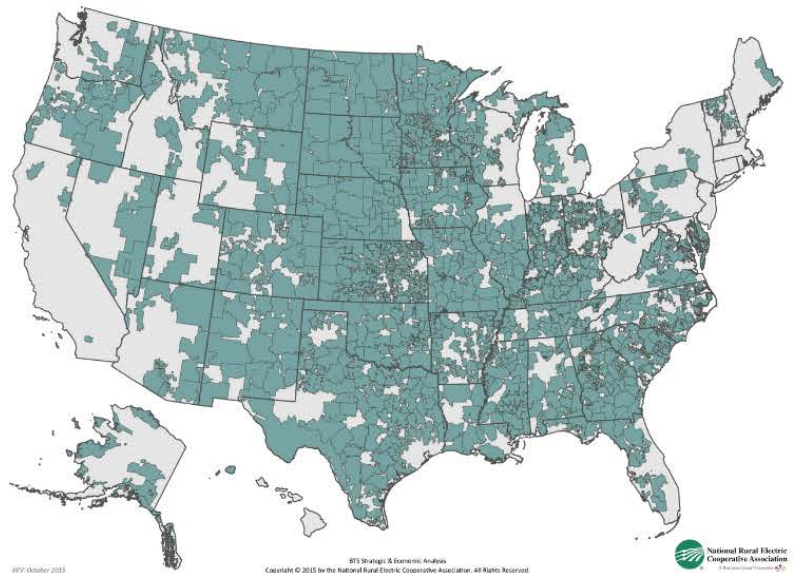 REV: October 2015
BTS Strategic & Economic Analysis
Copyright © 2015 by the National Rural Electric Cooperative Association. All Rights Reserved.
National Rural Electric
Cooperative Association